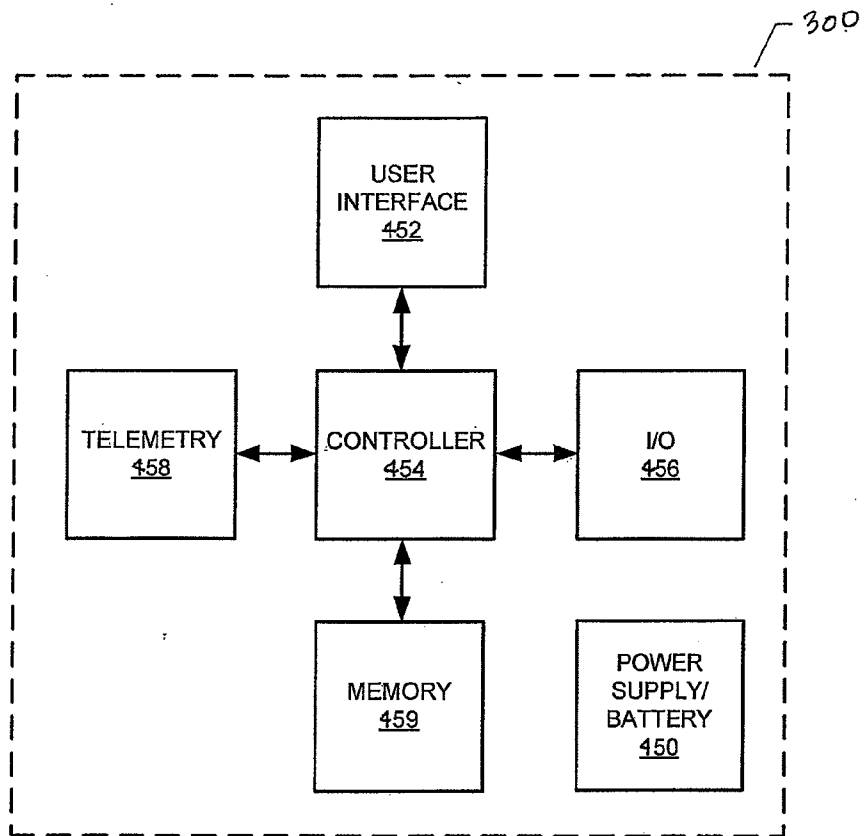 300
USER
INTERFACE
452
TELEMETRY
458
CONTROLLER
454
I/O
456
MEMORY
459
POWER
SUPPLY/
BATTERY
450